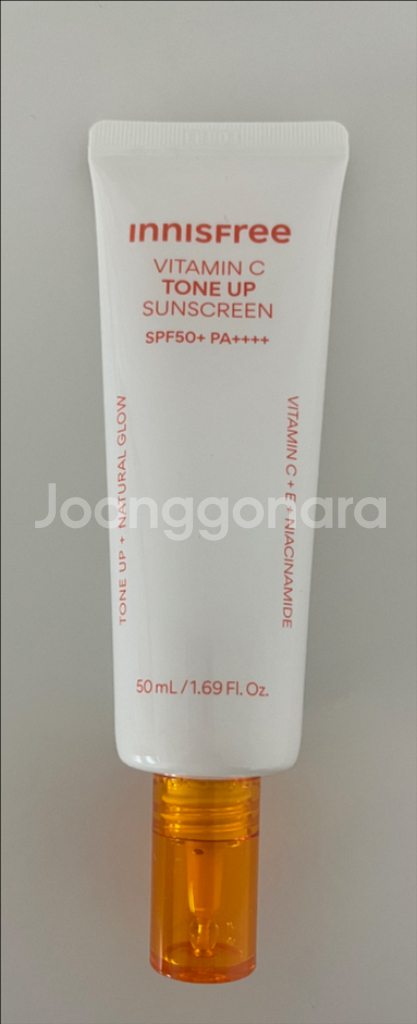 innisfree
VITAMIN C
TONE UP
SUNSCREEN
SPF50+ PA++++
TONE UP + NATURAL GLOW
VITAMIN C + E + NIACINAMIDE
Joonggonara
50 mL / 1.69 Fl. Oz.